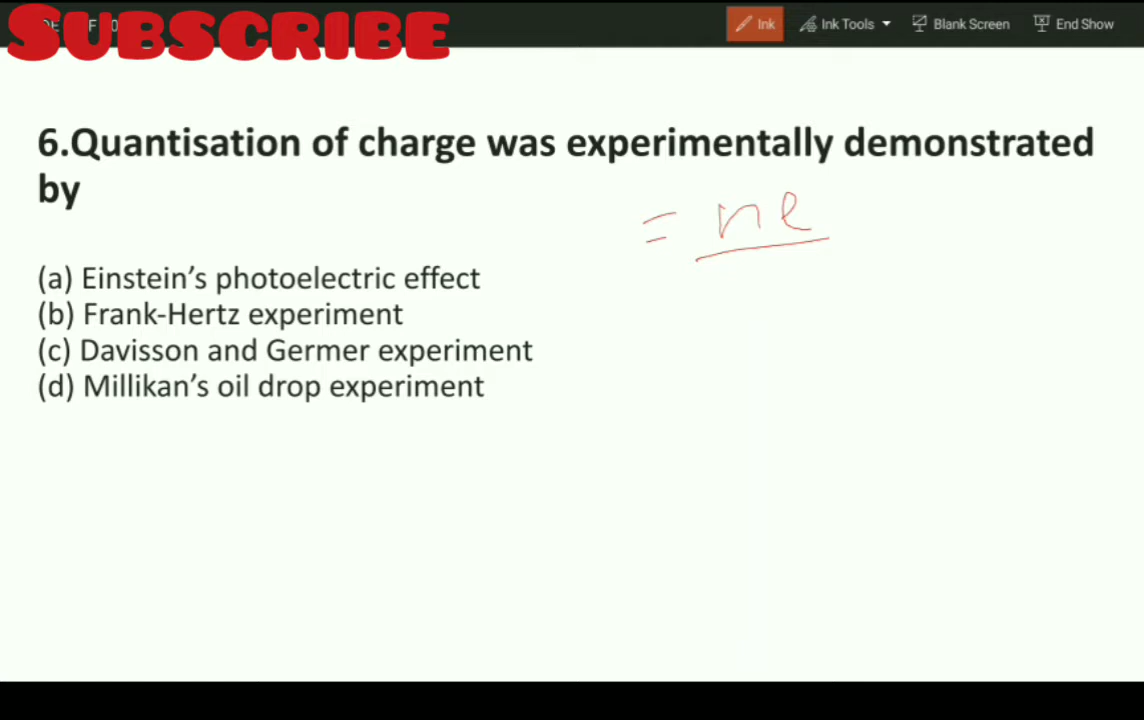 SUBSCRIBE
Ink Ink Tools Blank Screen End Show
6.Quantisation of charge was experimentally demonstrated
by
= ne
(a) Einstein’s photoelectric effect
(b) Frank-Hertz experiment
(c) Davisson and Germer experiment
(d) Millikan’s oil drop experiment